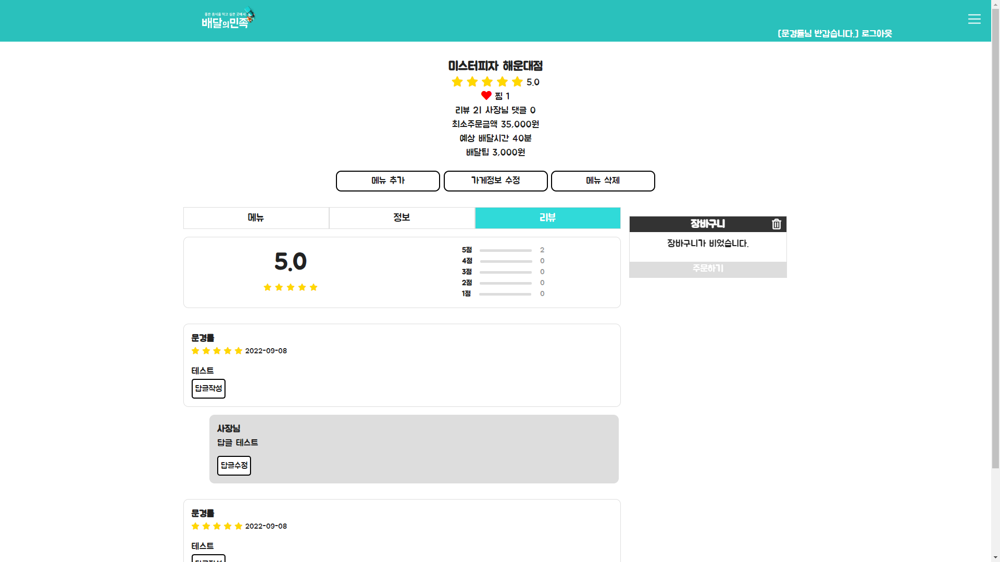 좋은 음식을 먹고 싶은 곳에서
배달의민족
(문경률님 반갑습니다.) 로그아웃
미스터피자 해운대점
5.0
찜 1
리뷰 2| 사장님 댓글 0
최소주문금액 35,000원
예상 배달시간 40분
배달팁 3,000원
메뉴 추가 가게정보 수정 메뉴 삭제
메뉴 정보 리뷰
5.0
5점 2
4점 0
3점 0
2점 0
1점 0
장바구니
장바구니가 비었습니다.
주문하기
문경률
2022-09-08
테스트
답글작성
사장님
답글 테스트
답글수정
문경률
2022-09-08
테스트